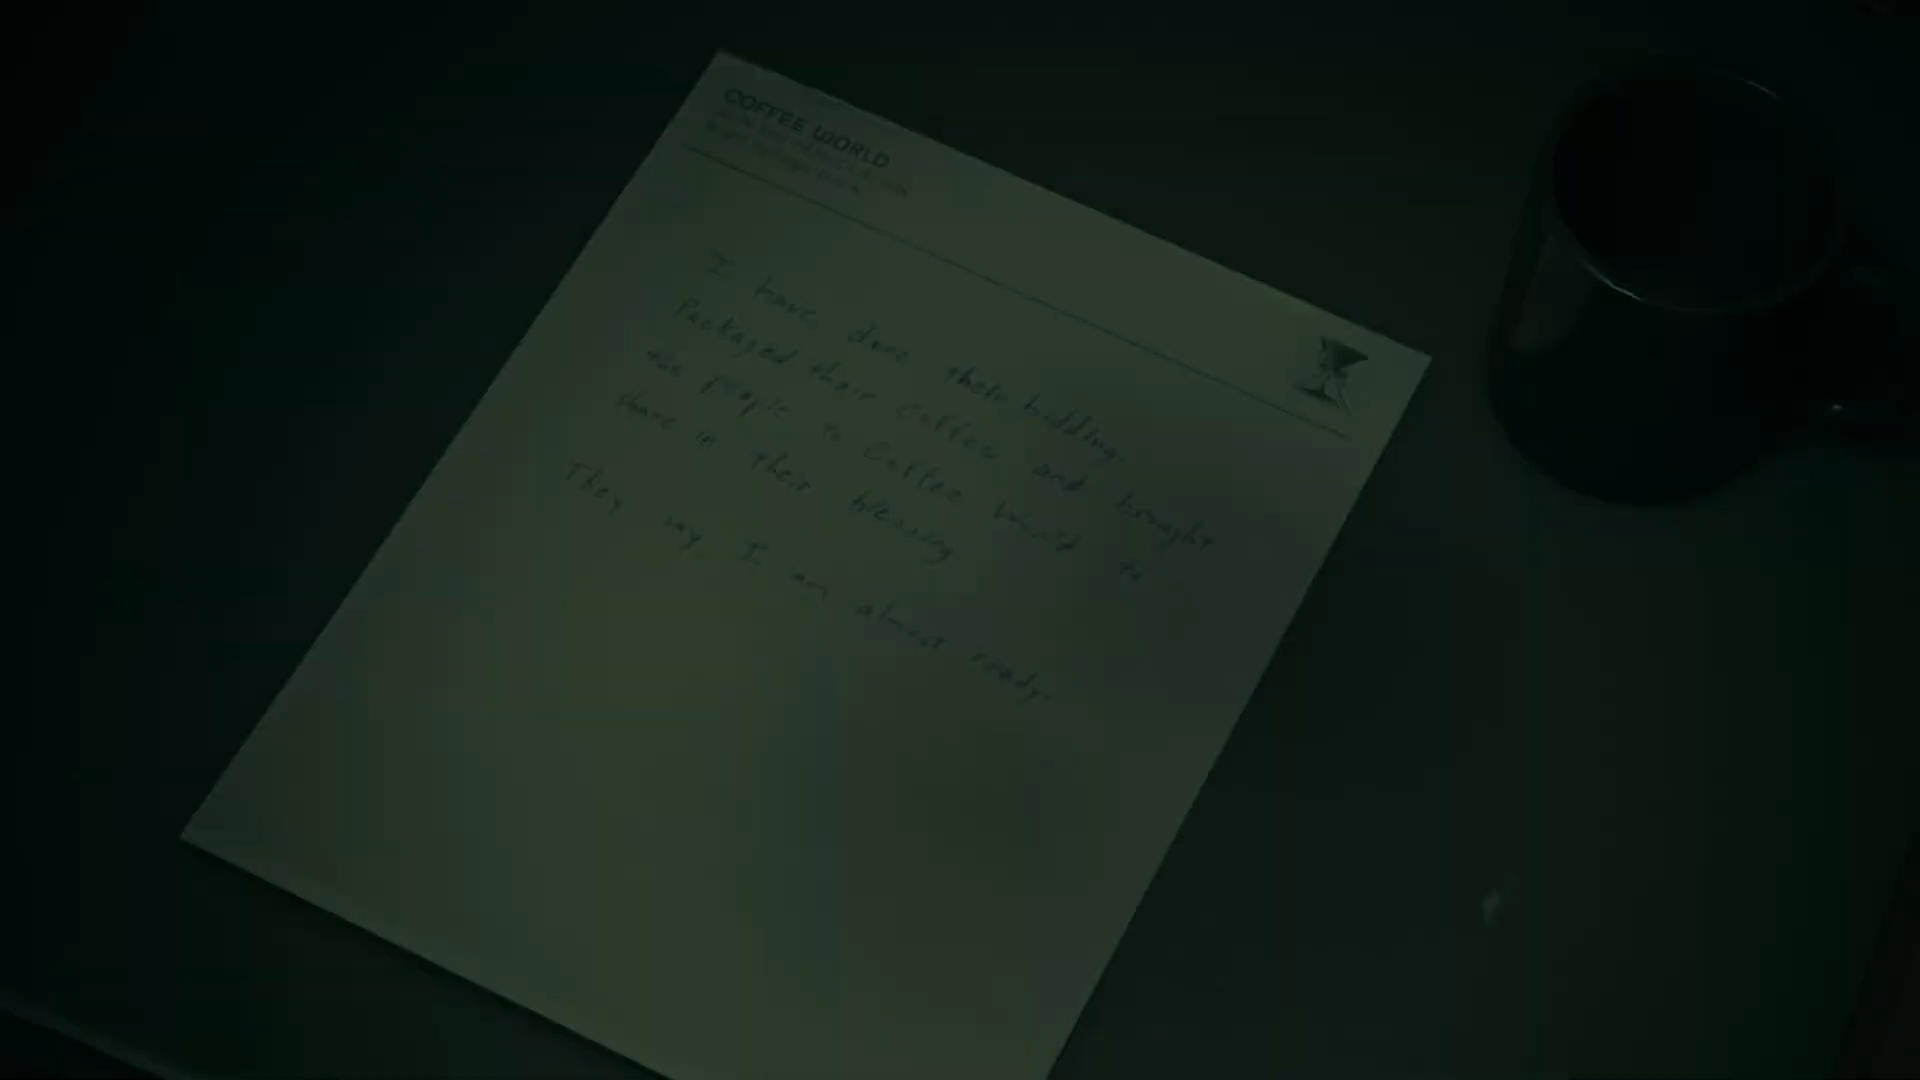 COFFEE WORLD
I have done their bidding.
Packaged their coffee and brought
the people to Coffee World to
share in their blessing
They say I am almost ready.